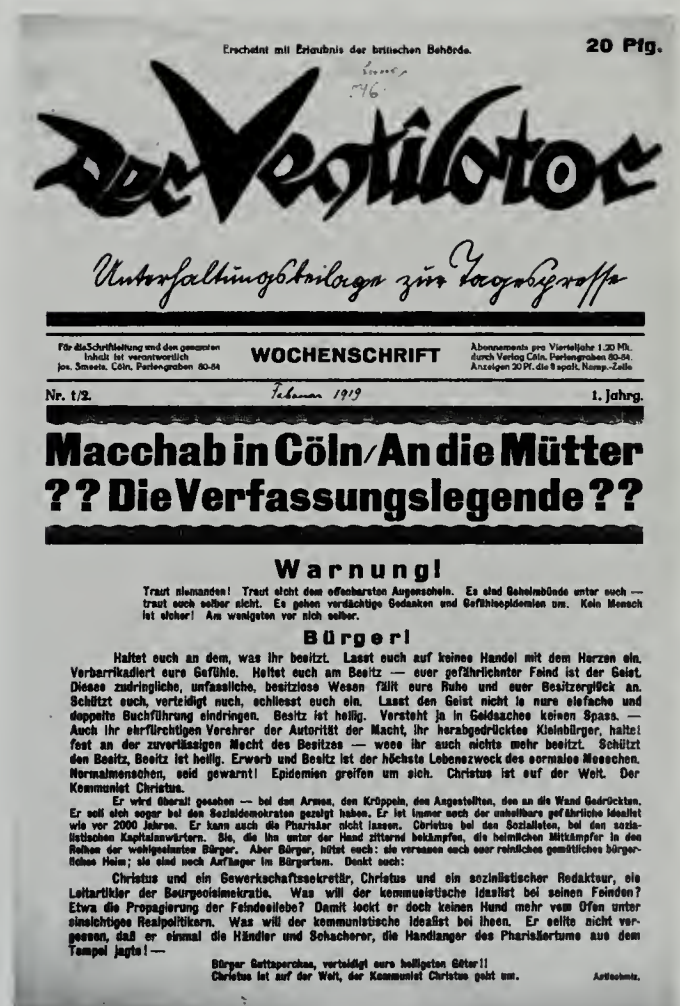 Erscheint mit Erlaubnis der britischen Behörde.
20 Pfg.
Der Ventilator
Unterhaltungsbeilage zur Tagespresse
Für die Schriftleitung und den gesamten
Inhalt ist verantwortlich
Jos. Smeets, Cöln, Perlengraben 80-84
WOCHENSCHRIFT
Abonnements pro Vierteljahr 1.20 Mk.
durch Verlag Cöln, Perlengraben 80-84.
Anzeigen 20 Pf. die 8 spalt. Nomp.-Zeile
Nr. 1/2.
Februar 1919
1. Jahrg.
Macchab in Cöln/An die Mütter
?? Die Verfassungslegende ??
Warnung!
Traut niemanden! Traut nicht dem offenbarsten Augenschein. Es sind Geheimbünde unter euch —
traut euch selber nicht. Es gehen verdächtige Gedanken und Gefühlsepidemien um. Kein Mensch
ist sicher! Am wenigsten vor sich selber.
Bürger!
Haltet euch an dem, was ihr besitzt. Lasst euch auf keinen Handel mit dem Herzen ein.
Verbarrikadiert eure Gefühle. Haltet euch am Besitz — euer gefährlichster Feind ist der Geist.
Dieses zudringliche, unfassliche, besitzlose Wesen fällt eure Ruhe und euer Besitzerglück an.
Schützt euch, verteidigt euch, schliesst euch ein. Lasst den Geist nicht in eure einfache und
doppelte Buchführung eindringen. Besitz ist heilig. Versteht ja in Geldsachen keinen Spass. —
Auch ihr ehrfürchtigen Verehrer der Autorität der Macht, ihr herabgedrückten Kleinbürger, haltet
fest an der zuverlässigen Macht des Besitzes — wenn ihr auch nichts mehr besitzt. Schützt
den Besitz, Besitz ist heilig. Erwerb und Besitz ist der höchste Lebenszweck des normalen Menschen.
Normalmenschen, seid gewarnt! Epidemien greifen um sich. Christus ist auf der Welt. Der
Kommunist Christus.
Er wird überall gesehen — bei den Armen, den Krüppeln, den Angestellten, den an die Wand Gedrückten.
Er soll sich sogar bei den Sozialdemokraten gezeigt haben. Er ist immer noch der unheilbare gefährliche Idealist
wie vor 2000 Jahren. Er kann auch die Pharisäer nicht lassen. Christus bei den Sozialisten, bei den sozia-
listischen Kapitalanwärtern. Sie, die ihn unter der Hand zitternd bekämpfen, die heimlichen Mitkämpfer in den
Reihen der wohlgesinnten Bürger. Aber Bürger, hütet euch: sie versauen euch euer reinliches gemütliches bürger-
liches Heim; sie sind noch Anfänger im Bürgertum. Denkt euch:
Christus und ein Gewerkschaftssekretär, Christus und ein sozialistischer Redakteur, ein
Leitartikler der Bourgeoisimekratie. Was will der kommunistische Idealist bei seinen Feinden?
Etwa die Propagierung der Feindesliebe? Damit lockt er doch keinen Hund mehr vom Ofen unter
einsichtigen Realpolitikern. Was will der kommunistische Idealist bei ihnen. Er sollte nicht ver-
gessen, daß er einmal die Händler und Schacherer, die Handlanger des Pharisäertums aus dem
Tempel jagte! —
Bürger Guttaperchas, verteidigt eure heiligsten Güter!!
Christus ist auf der Welt, der Kommunist Christus geht um.